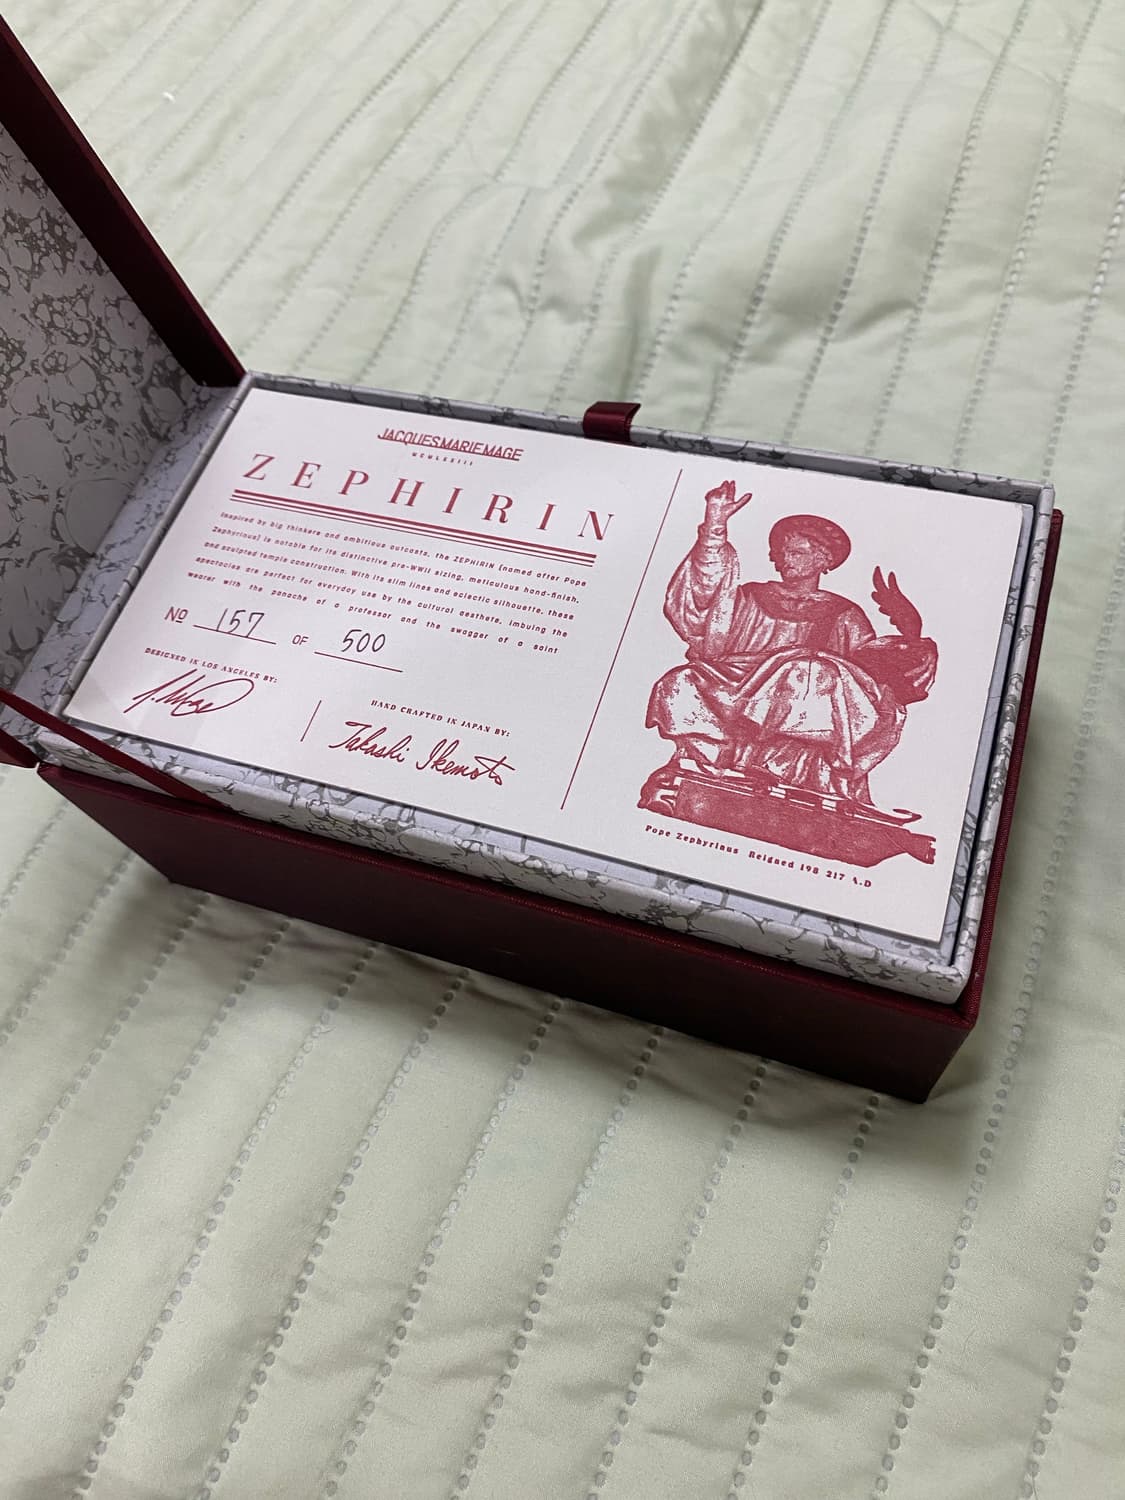 JACQUESMARIEMAGE
MCMLXXIII
ZEPHIRIN
Inspired by big thinkers and ambitious outcasts, the ZEPHIRIN (named after Pope
Zephyrinus) is notable for its distinctive pre-WWII sizing, meticulous hand-finish,
and sculpted temple construction. With its slim lines and eclectic silhouette, these
spectacles are perfect for everyday use by the cultural aesthete, imbuing the
wearer with the panache of a professor and the swagger of a saint
Nº 157 OF 500
DESIGNED IN LOS ANGELES BY:
HAND CRAFTED IN JAPAN BY:
Takashi Ikemoto
Pope Zephyrinus Reigned 198 217 A.D